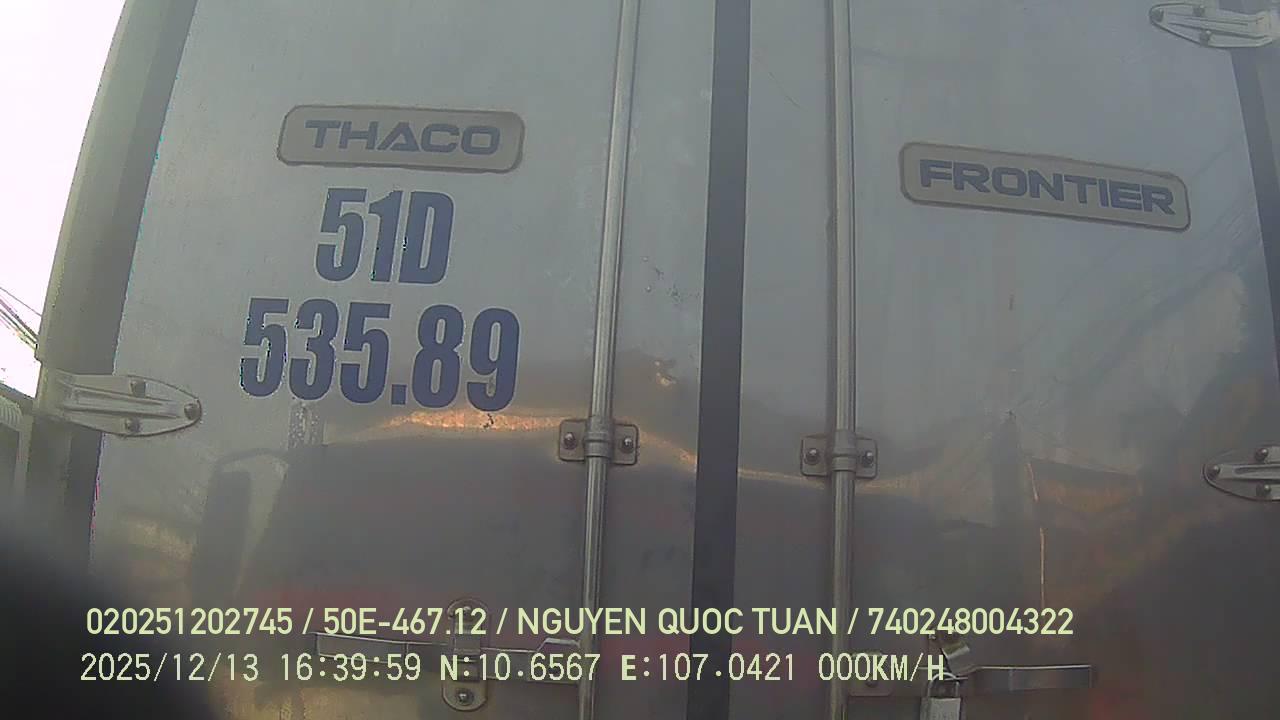 THACO
FRONTIER
51D
535.89
020251202745 / 50E-467.12 / NGUYEN QUOC TUAN / 740248004322
2025/12/13 16:39:59 N:10.6567 E:107.0421 000KM/H